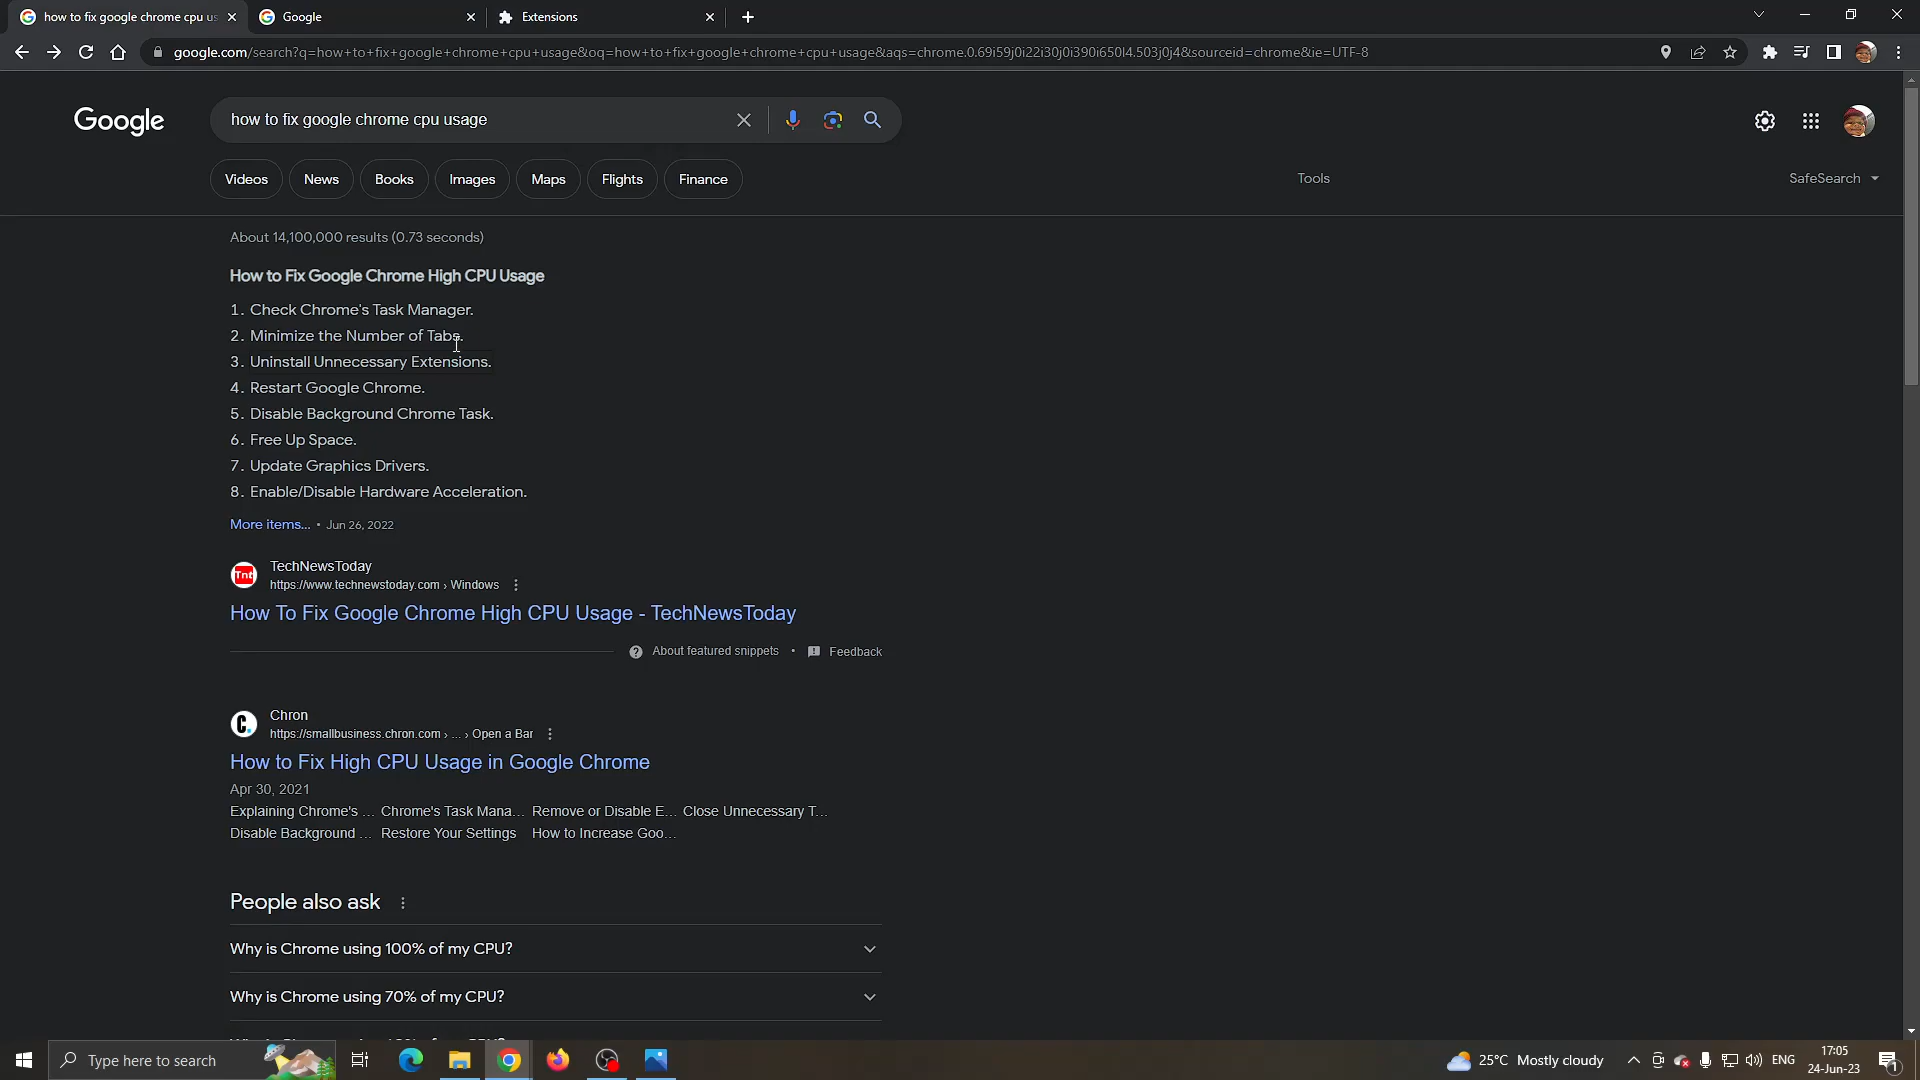 how to fix google chrome cpu us
Google
Extensions
google.com/search?q=how+to+fix+google+chrome+cpu+usage&oq=how+to+fix+google+chrome+cpu+usage&aqs=chrome.0.69i59j0i22i30j0i390i650l4.503j0j4&sourceid=chrome&ie=UTF-8
Google
how to fix google chrome cpu usage
Videos
News
Books
Images
Maps
Flights
Finance
Tools
SafeSearch
About 14,100,000 results (0.73 seconds)
How to Fix Google Chrome High CPU Usage
1. Check Chrome's Task Manager.
2. Minimize the Number of Tabs.
3. Uninstall Unnecessary Extensions.
4. Restart Google Chrome.
5. Disable Background Chrome Task.
6. Free Up Space.
7. Update Graphics Drivers.
8. Enable/Disable Hardware Acceleration.
More items... • Jun 26, 2022
Tnt
TechNewsToday
https://www.technewstoday.com › Windows
How To Fix Google Chrome High CPU Usage - TechNewsToday
About featured snippets • Feedback
C.
Chron
https://smallbusiness.chron.com › ... › Open a Bar
How to Fix High CPU Usage in Google Chrome
Apr 30, 2021
Explaining Chrome's ... Chrome's Task Mana... Remove or Disable E... Close Unnecessary T...
Disable Background ... Restore Your Settings How to Increase Goo...
People also ask
Why is Chrome using 100% of my CPU?
Why is Chrome using 70% of my CPU?
Type here to search
25°C Mostly cloudy
ENG
17:05
24-Jun-23
1